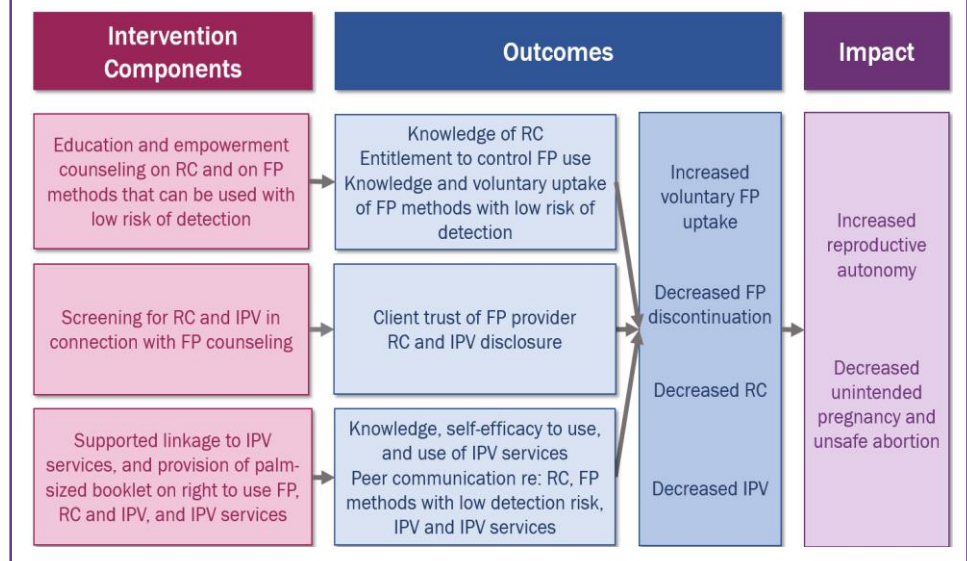 Intervention
Components
Outcomes
Impact
Education and empowerment
counseling on RC and on FP
methods that can be used with
low risk of detection
Knowledge of RC
Entitlement to control FP use
Knowledge and voluntary uptake
of FP methods with low risk of
detection
Screening for RC and IPV in
connection with FP counseling
Client trust of FP provider
RC and IPV disclosure
Supported linkage to IPV
services, and provision of palm-
sized booklet on right to use FP,
RC and IPV, and IPV services
Knowledge, self-efficacy to use,
and use of IPV services
Peer communication re: RC, FP
methods with low detection risk,
IPV and IPV services
Increased
voluntary FP
uptake
Decreased FP
discontinuation
Decreased RC
Decreased IPV
Increased
reproductive
autonomy
Decreased
unintended
pregnancy and
unsafe abortion